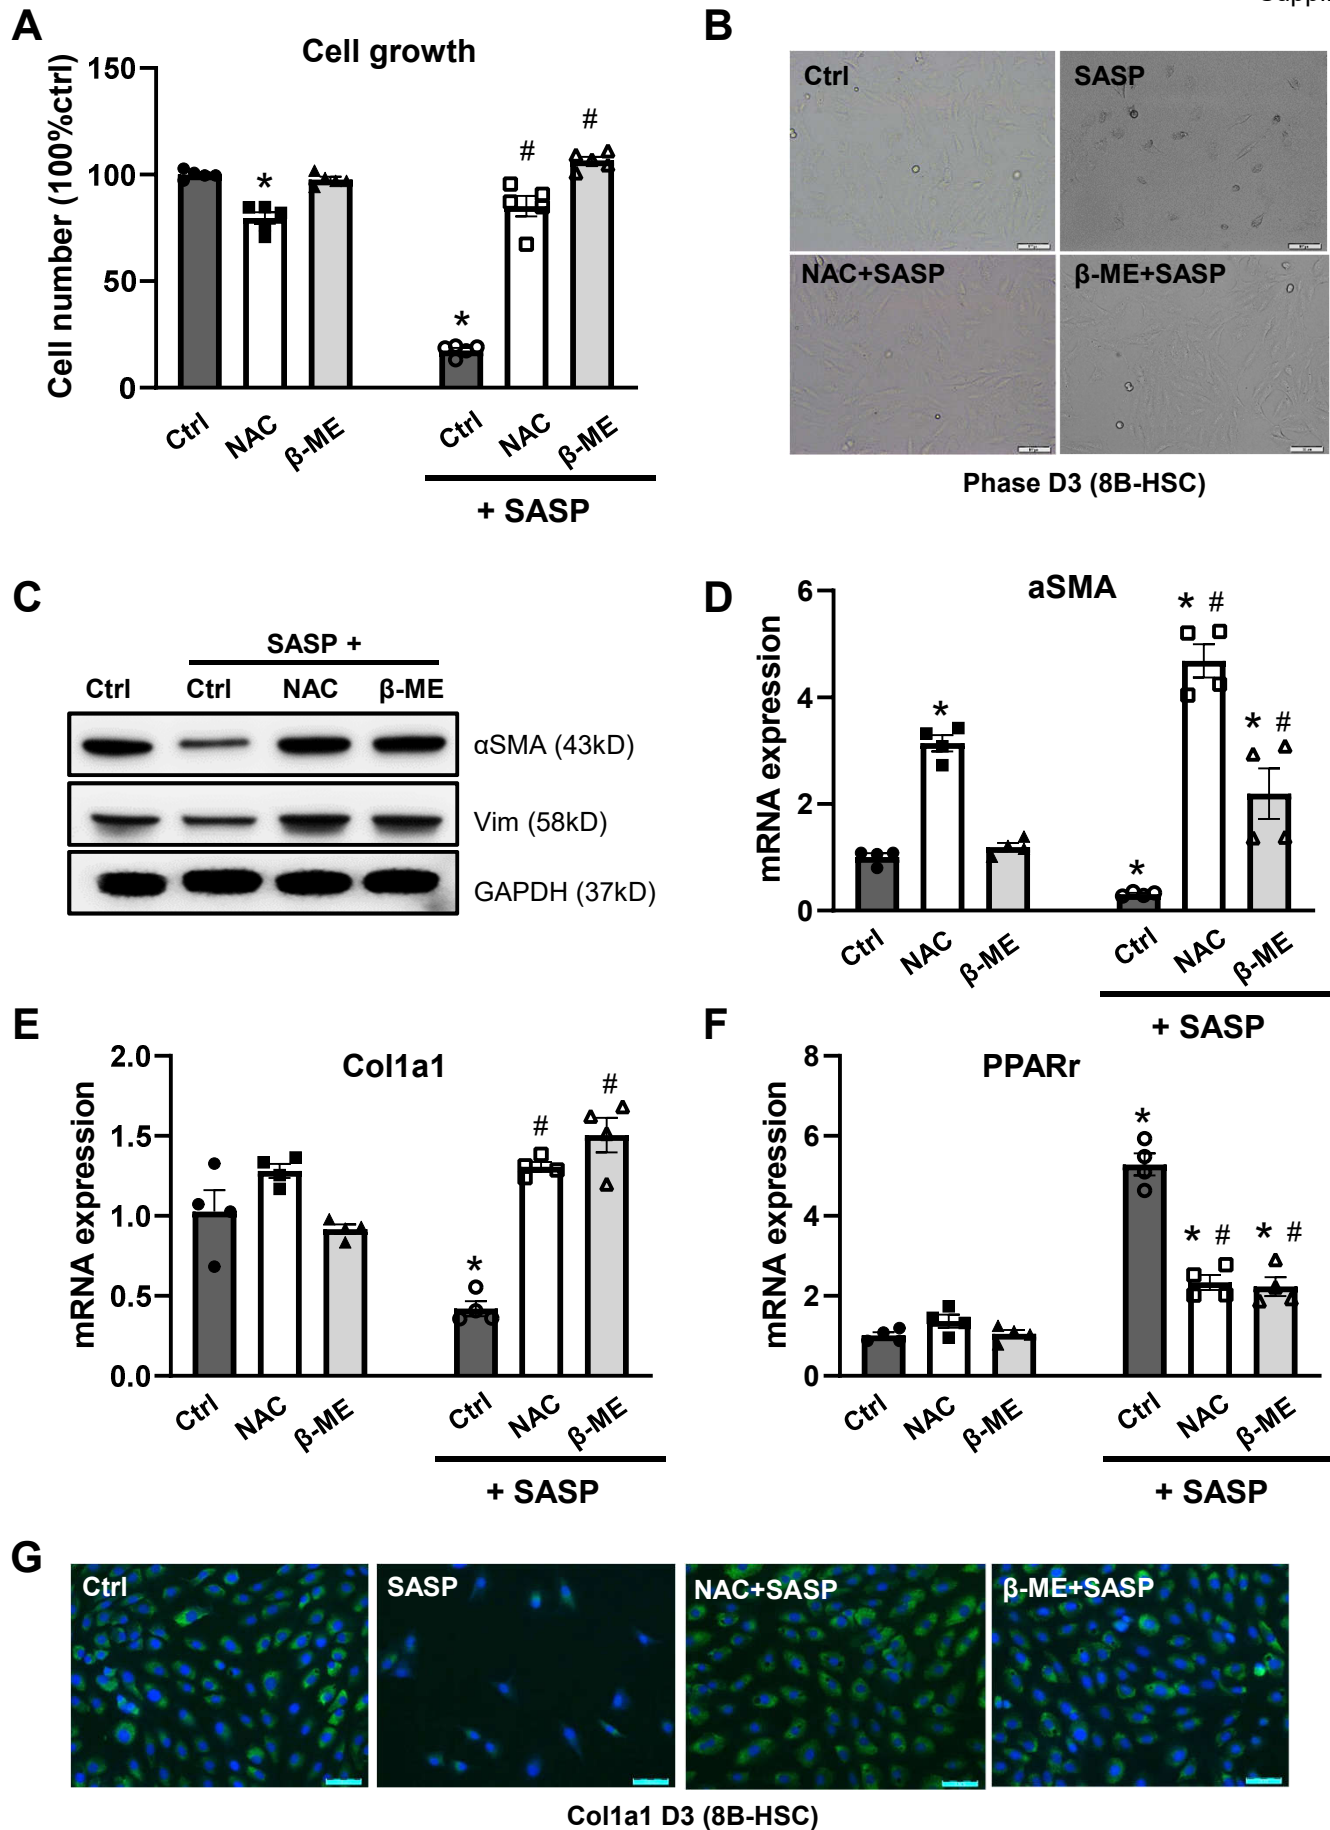 A
Cell growth
Cell number (100%ctrl)
150
100
50
0
*
*
#
#
Ctrl
NAC
β-ME
Ctrl
NAC
β-ME
+ SASP
B
Ctrl
SASP
NAC+SASP
β-ME+SASP
Phase D3 (8B-HSC)
C
SASP +
Ctrl
Ctrl
NAC
β-ME
αSMA (43kD)
Vim (58kD)
GAPDH (37kD)
D
aSMA
mRNA expression
6
4
2
0
*
*
* #
* #
Ctrl
NAC
β-ME
Ctrl
NAC
β-ME
+ SASP
E
Col1a1
mRNA expression
2.0
1.5
1.0
0.5
0.0
*
#
#
Ctrl
NAC
β-ME
Ctrl
NAC
β-ME
+ SASP
F
PPARr
mRNA expression
8
6
4
2
0
*
* #
* #
Ctrl
NAC
β-ME
Ctrl
NAC
β-ME
+ SASP
G
Ctrl
SASP
NAC+SASP
β-ME+SASP
Col1a1 D3 (8B-HSC)